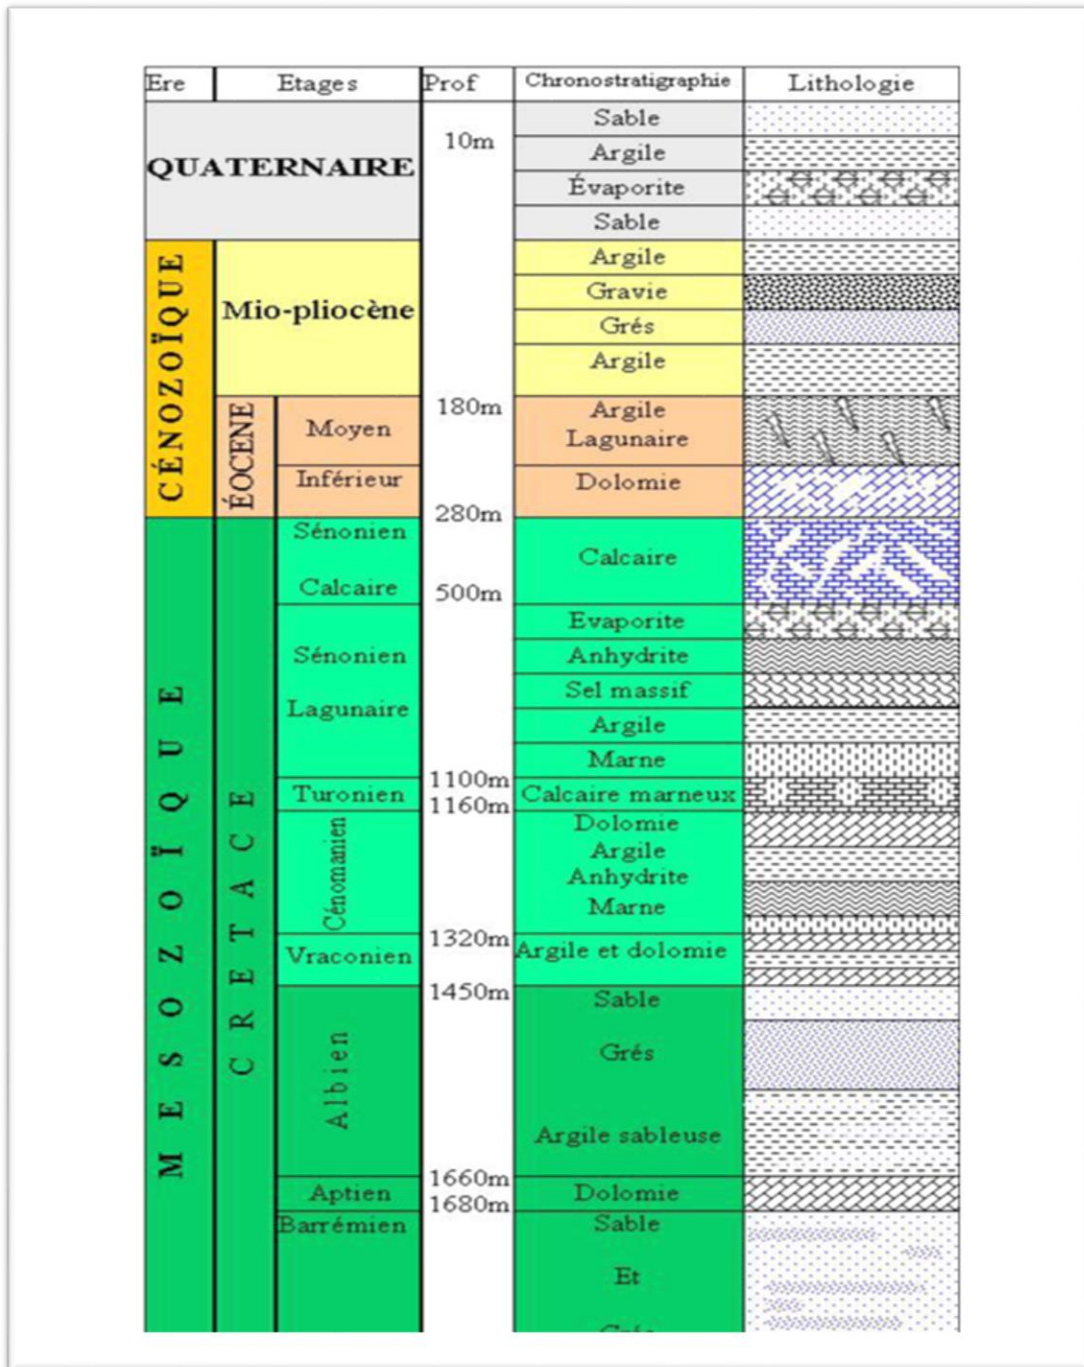 Ere Etages Prof Chronostratigraphie Lithologie
QUATERNAIRE
10m
Sable
Argile
Évaporite
Sable
CÉNOZOÏQUE
Mio-pliocène
Argile
Gravie
Grés
Argile
180m
ÉOCENE
Moyen
Argile
Lagunaire
Inférieur
Dolomie
280m
MESOZOÏQUE
CRETACE
Sénonien
Calcaire
Calcaire
500m
Sénonien
Lagunaire
Evaporite
Anhydrite
Sel massif
Argile
Marne
1100m
Turonien
Calcaire marneux
1160m
Cénomanien
Dolomie
Argile
Anhydrite
Marne
1320m
Vraconien
Argile et dolomie
1450m
Albien
Sable
Grés
Argile sableuse
1660m
Aptien
Dolomie
1680m
Barrémien
Sable
Et